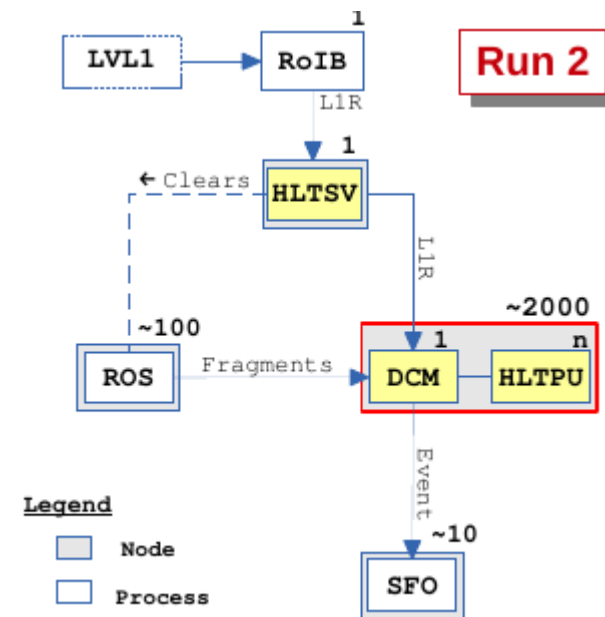 1
LVL1
RoIB
Run 2
L1R
1
← Clears
HLTSV
L1R
~2000
~100
1
n
ROS
Fragments
DCM
HLTPU
Event
Legend
~10
Node
SFO
Process